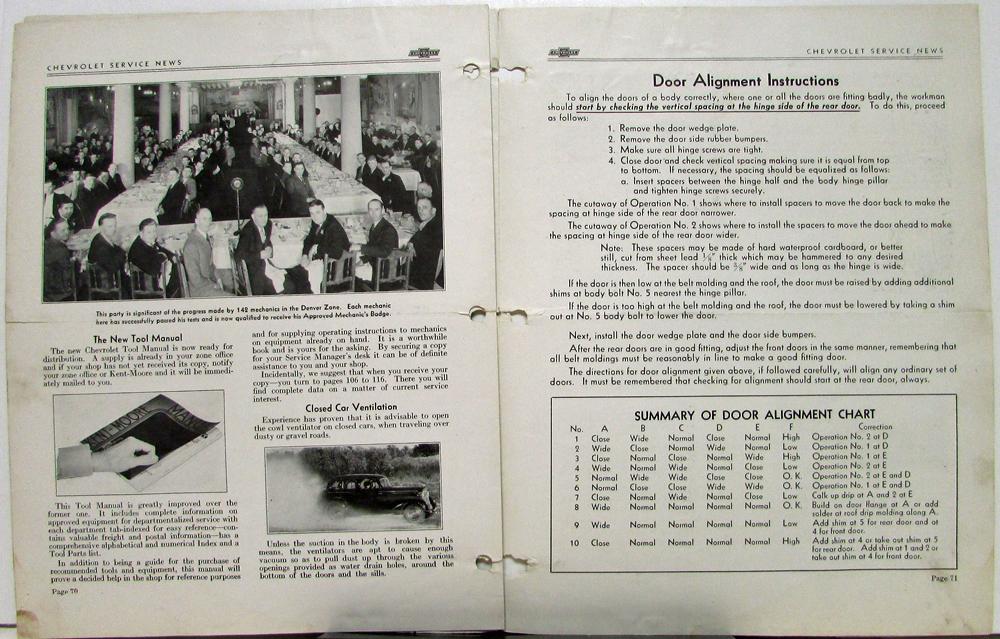 CHEVROLET SERVICE NEWS
CHEVROLET
This party is significant of the progress made by 142 mechanics in the Denver Zone. Each mechanic
here has successfully passed his tests and is now qualified to receive his Approved Mechanic's Badge.
The New Tool Manual
The new Chevrolet Tool Manual is now ready for
distribution. A supply is already in your zone office
and if your shop has not yet received its copy, notify
your zone office or Kent-Moore and it will be immedi-
ately mailed to you.
KENT-MOORE MAN
This Tool Manual is greatly improved over the
former one. It includes complete information on
approved equipment for departmentalized service with
each department tab-indexed for easy reference—con-
tains valuable freight and postal information—has a
comprehensive alphabetical and numerical Index and a
Tool Parts list.
In addition to being a guide for the purchase of
recommended tools and equipment, this manual will
prove a decided help in the shop for reference purposes
Page 70
and for supplying operating instructions to mechanics
on equipment already on hand. It is a worthwhile
book and is yours for the asking. By securing a copy
for your Service Manager's desk it can be of definite
assistance to you and your shop.
Incidentally, we suggest that when you receive your
copy—you turn to pages 106 to 116. There you will
find complete data on a matter of current service
interest.
Closed Car Ventilation
Experience has proven that it is advisable to open
the cowl ventilator on closed cars, when traveling over
dusty or gravel roads.
Unless the suction in the body is broken by this
means, the ventilators are apt to cause enough
vacuum so as to pull dust up through the various
openings provided as water drain holes, around the
bottom of the doors and the sills.
CHEVROLET
CHEVROLET SERVICE NEWS
Door Alignment Instructions
To align the doors of a body correctly, where one or all the doors are fitting badly, the workman
should start by checking the vertical spacing at the hinge side of the rear door. To do this, proceed
as follows:
1. Remove the door wedge plate.
2. Remove the door side rubber bumpers.
3. Make sure all hinge screws are tight.
4. Close door and check vertical spacing making sure it is equal from top
to bottom. If necessary, the spacing should be equalized as follows:
a. Insert spacers between the hinge half and the body hinge pillar
and tighten hinge screws securely.
The cutaway of Operation No. 1 shows where to install spacers to move the door back to make the
spacing at hinge side of the rear door narrower.
The cutaway of Operation No. 2 shows where to install the spacers to move the door ahead to make
the spacing at hinge side of the rear door wider.
Note: These spacers may be made of hard waterproof cardboard, or better
still, cut from sheet lead thick which may be hammered to any desired
thickness. The spacer should be wide and as long as the hinge is wide.
If the door is then low at the belt molding and the roof, the door must be raised by adding additional
shims at body bolt No. 5 nearest the hinge pillar.
If the door is too high at the belt molding and the roof, the door must be lowered by taking a shim
out at No. 5 body bolt to lower the door.
Next, install the door wedge plate and the door side bumpers.
After the rear doors are in good fitting, adjust the front doors in the same manner, remembering that
all belt moldings must be reasonably in line to make a good fitting door.
The directions for door alignment given above, if followed carefully, will align any ordinary set of
doors. It must be remembered that checking for alignment should start at the rear door, always.
SUMMARY OF DOOR ALIGNMENT CHART
No. A B C D E F Correction
1 Close Wide Normal Close Normal High Operation No. 2 at D
2 Wide Close Normal Wide Normal Low Operation No. 1 at D
3 Close Normal Close Normal Wide High Operation No. 1 at E
4 Wide Normal Wide Normal Close Low Operation No. 2 at E
5 Normal Wide Wide Close Close O. K. Operation No. 2 at E and D
6 Normal Close Close Wide Wide O. K. Operation No. 1 at E and D
7 Close Normal Wide Normal Close Low Calk up drip at A and 2 at E
8 Wide Normal Normal Normal Normal O. K. Build on door flange at A or add
solder at roof drip molding along A.
9 Wide Normal Normal Normal Normal Low Add shim at 5 for rear door and at
4 for front door.
10 Close Normal Normal Normal Normal High Add shim at 4 or take out shim at 5
for rear door. Add shim at 1 and 2 or
take out shim at 4 for front door.
Page 71